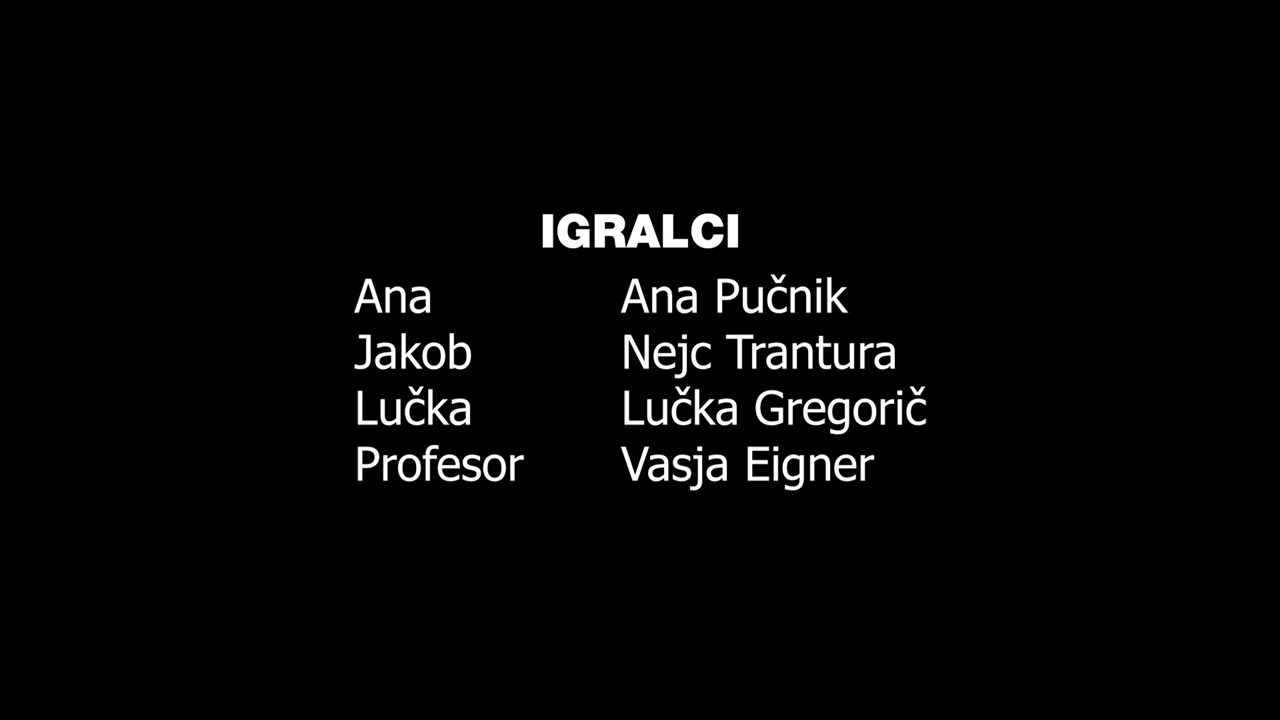 IGRALCI
Ana Ana Pučnik
Jakob Nejc Trantura
Lučka Lučka Gregorič
Profesor Vasja Eigner